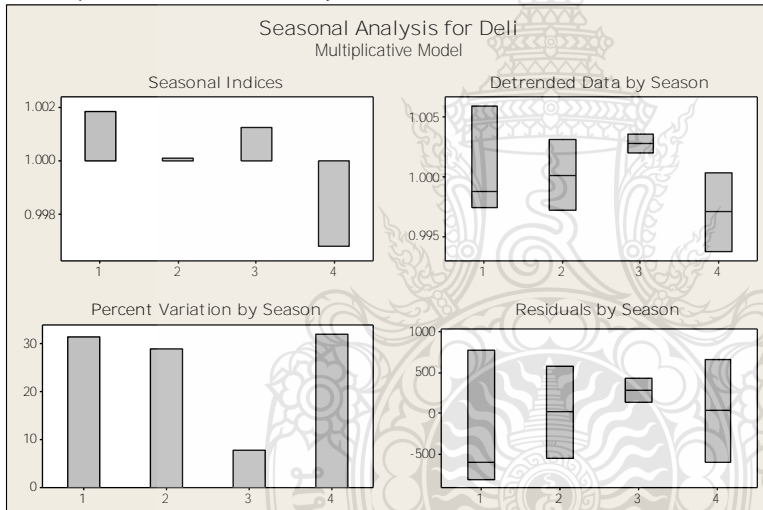 Seasonal Analysis for Deli
Multiplicative Model
Seasonal Indices
1.002
1.000
0.998
1 2 3 4
Detrended Data by Season
1.005
1.000
0.995
1 2 3 4
Percent Variation by Season
30
20
10
0
1 2 3 4
Residuals by Season
1000
500
0
-500
1 2 3 4